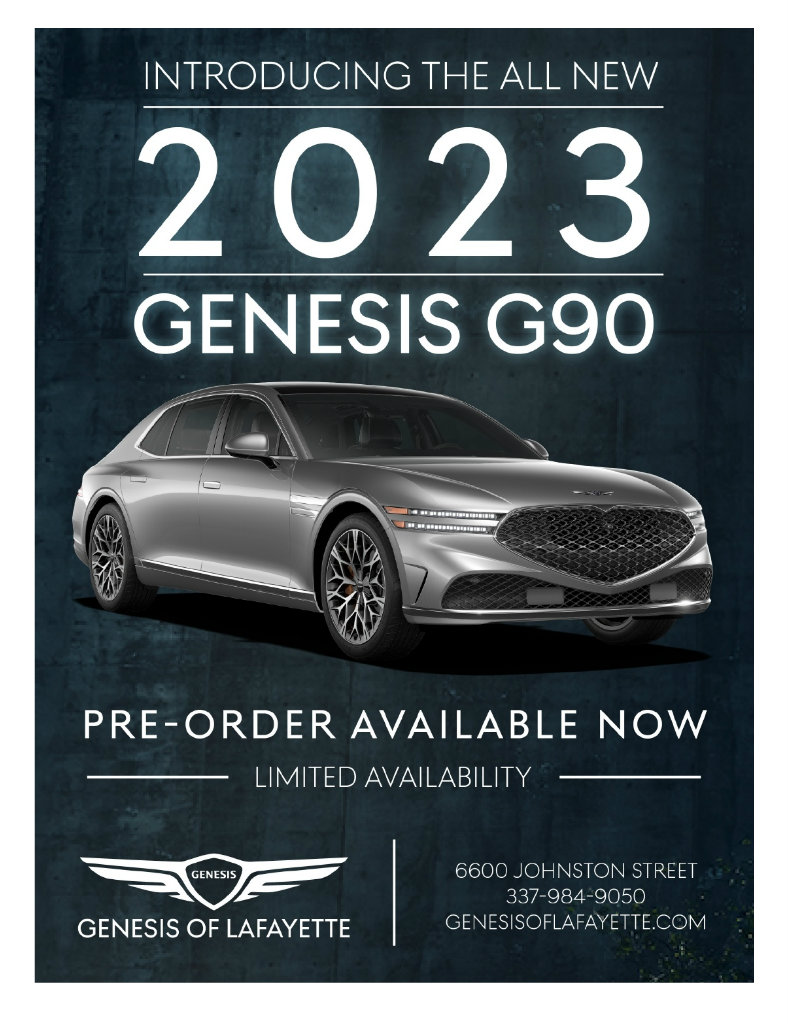 INTRODUCING THE ALL NEW
2023
GENESIS G90
PRE-ORDER AVAILABLE NOW
LIMITED AVAILABILITY
GENESIS
GENESIS OF LAFAYETTE
6600 JOHNSTON STREET
337-984-9050
GENESISOFLAFAYETTE.COM